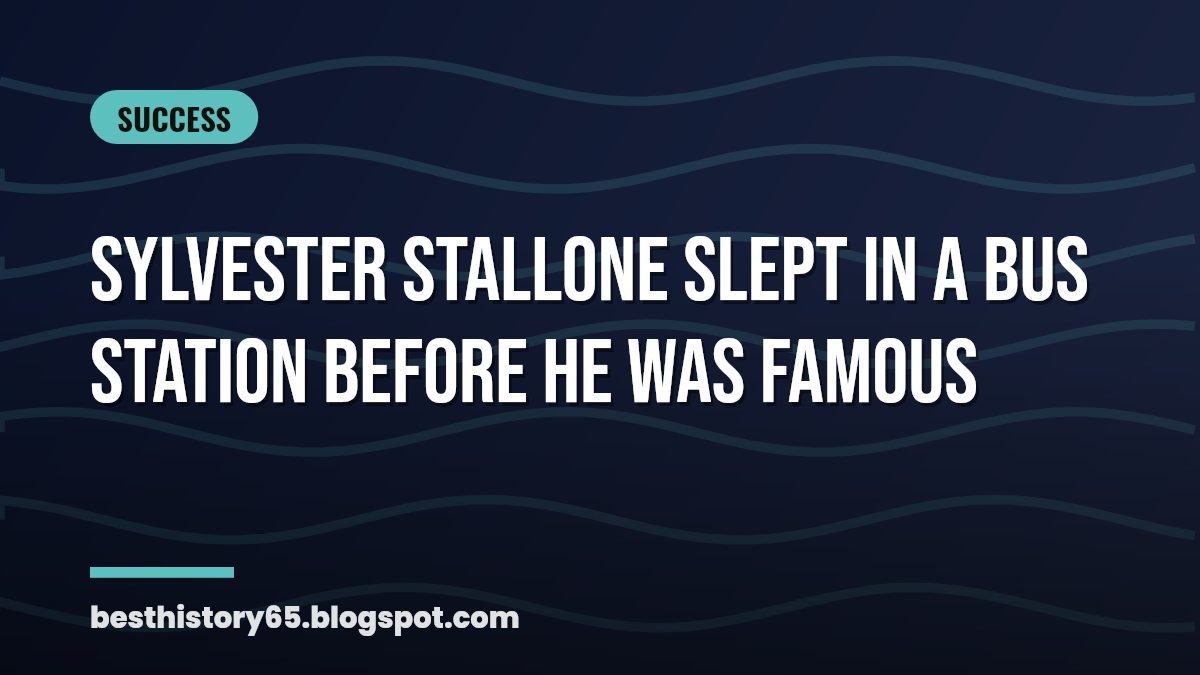 SUCCESS
SYLVESTER STALLONE SLEPT IN A BUS
STATION BEFORE HE WAS FAMOUS
besthistory65.blogspot.com